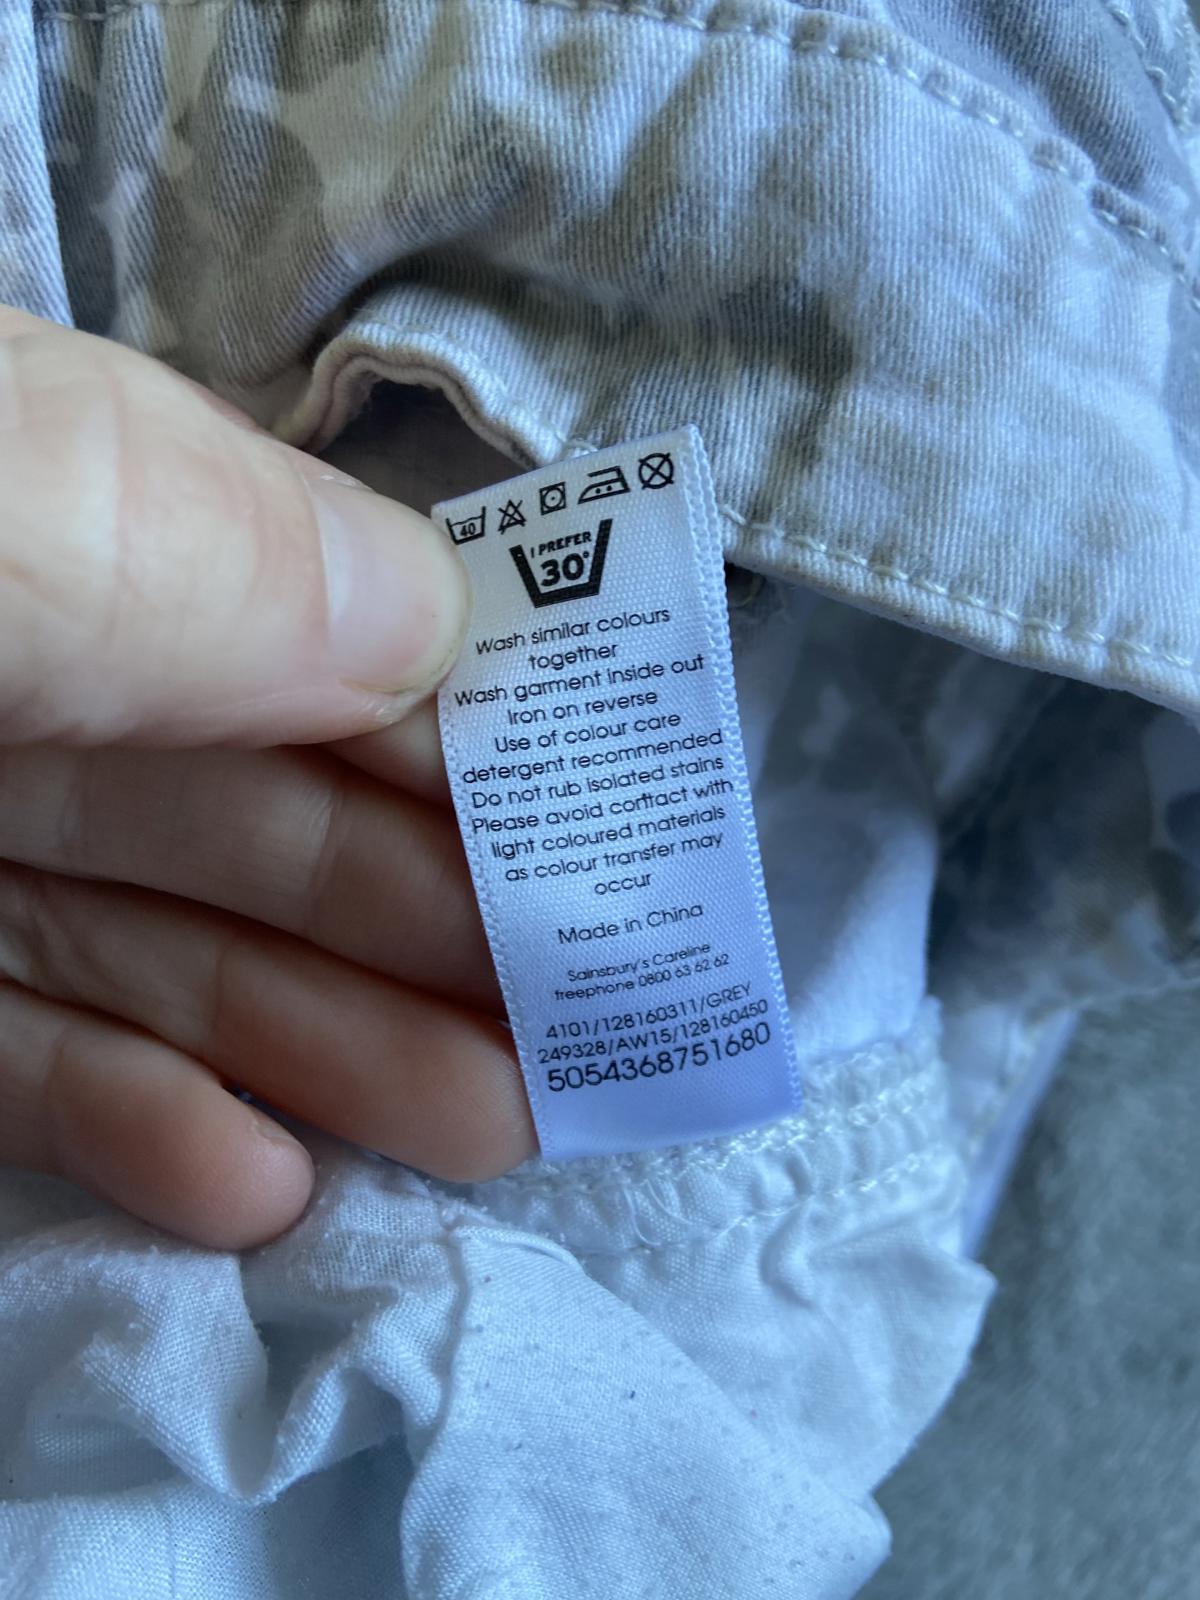 40
I PREFER
30°
Wash similar colours
together
Wash garment inside out
Iron on reverse
Use of colour care
detergent recommended
Do not rub isolated stains
Please avoid contact with
light coloured materials
as colour transfer may
occur
Made in China
Sainsbury's Careline
freephone 0800 63 62 62
4101/128160311/GREY
249328/AW15/128160450
5054368751680